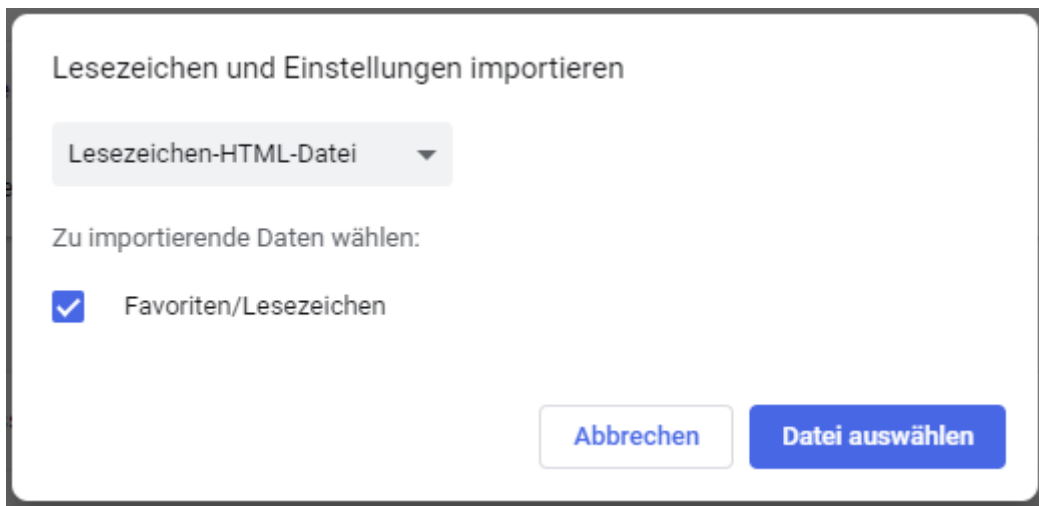 Lesezeichen und Einstellungen importieren
Lesezeichen-HTML-Datei
Zu importierende Daten wählen:
Favoriten/Lesezeichen
Abbrechen Datei auswählen